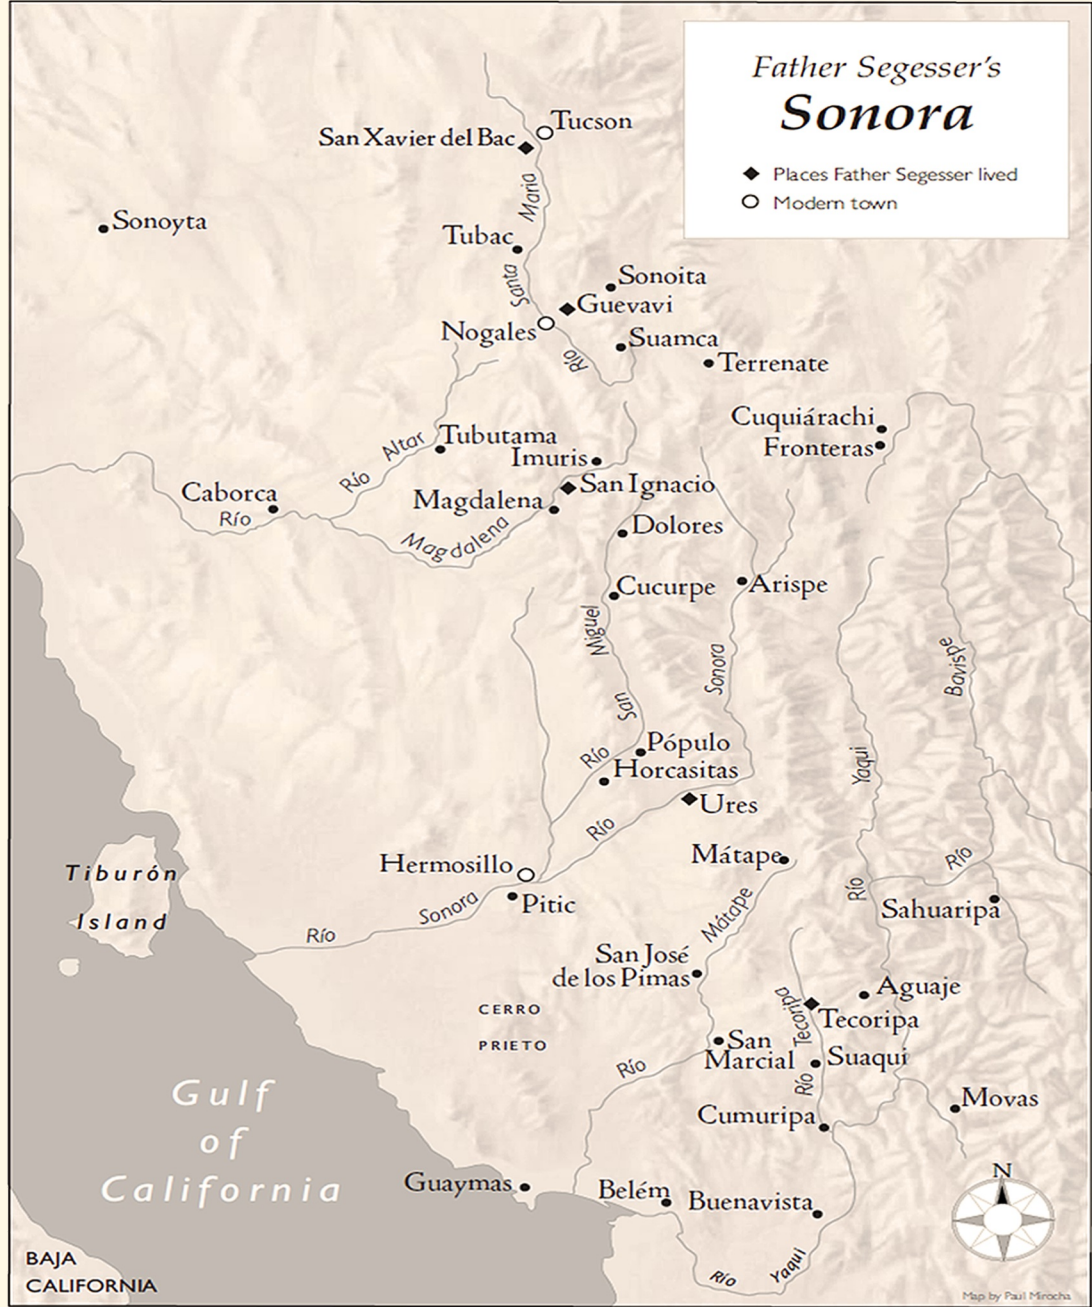 Father Segesser's
Sonora
Places Father Segesser lived
Modern town
Tucson
San Xavier del Bac
Maria
Sonoyta
Tubac
Santa
Sonoita
Guevavi
Nogales
Suamca
Río
Terrenate
Cuquiárachi
Fronteras
Altar
Tubutama
Imuris
Río
San Ignacio
Caborca
Río
Magdalena
Magdalena
Dolores
Cucurpe
Arispe
Miguel
Sonora
Bavispe
San
Pópulo
Río
Horcasitas
Yaqui
Ures
Río
Mátape
Río
Hermosillo
Tiburón
Island
Río
Sonora
Pitic
Río
Sahuaripa
Mátape
San José
de los Pimas
Aguaje
CERRO
PRIETO
Tecoripa
Tecoripa
San
Marcial
Suaqui
Río
Río
Movas
Gulf
of
California
Cumuripa
N
Guaymas
Belém
Buenavista
BAJA
CALIFORNIA
Río
Yaqui
Map by Paul Mirocha